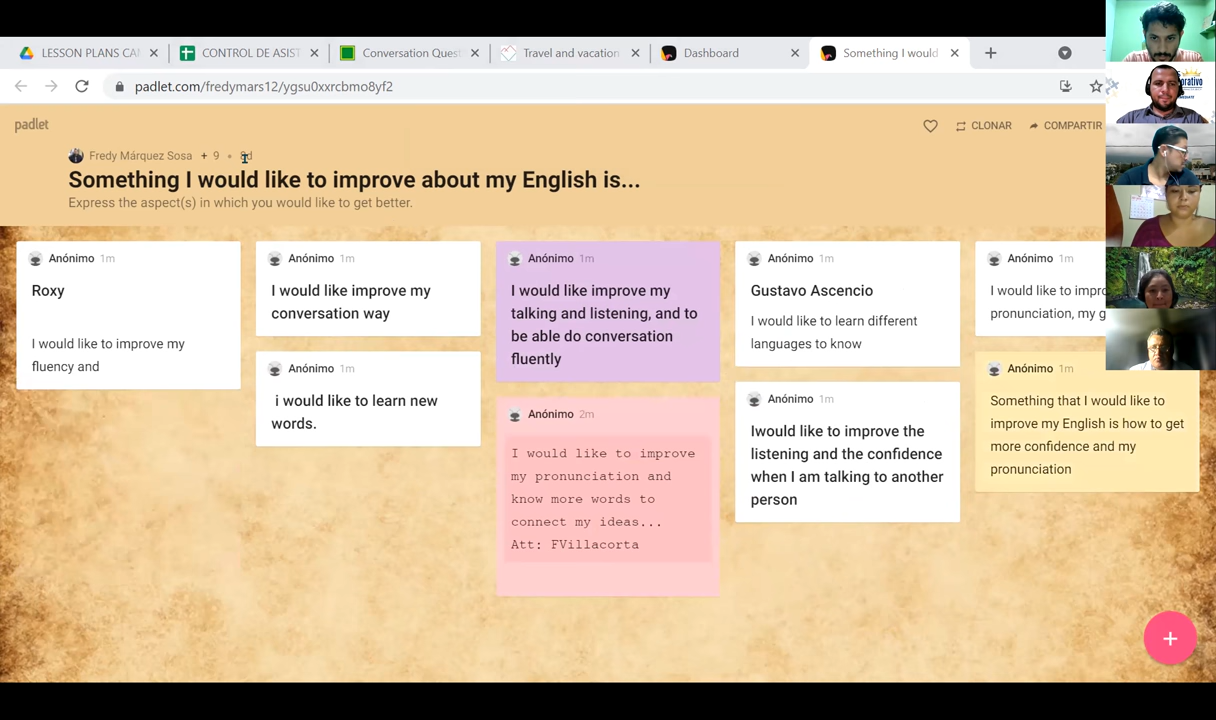 LESSON PLANS CA
CONTROL DE ASIS
Conversation Ques
Travel and vacation
Dashboard
Something I would
padlet.com/fredymars12/ygsu0xxrcbmo8yf2
padlet
CLONAR
COMPARTIR
Fredy Márquez Sosa + 9
Something I would like to improve about my English is...
Express the aspect(s) in which you would like to get better.
Anónimo 1m
Roxy
I would like to improve my
fluency and
Anónimo 1m
I would like improve my
conversation way
Anónimo 1m
i would like to learn new
words.
Anónimo 1m
I would like improve my
talking and listening, and to
be able do conversation
fluently
Anónimo 2m
I would like to improve
my pronunciation and
know more words to
connect my ideas...
Att: FVillacorta
Anónimo 1m
Gustavo Ascencio
I would like to learn different
languages to know
Anónimo 1m
Iwould like to improve the
listening and the confidence
when I am talking to another
person
Anónimo 1m
I would like to impro
pronunciation, my g
Anónimo 1m
Something that I would like to
improve my English is how to get
more confidence and my
pronunciation